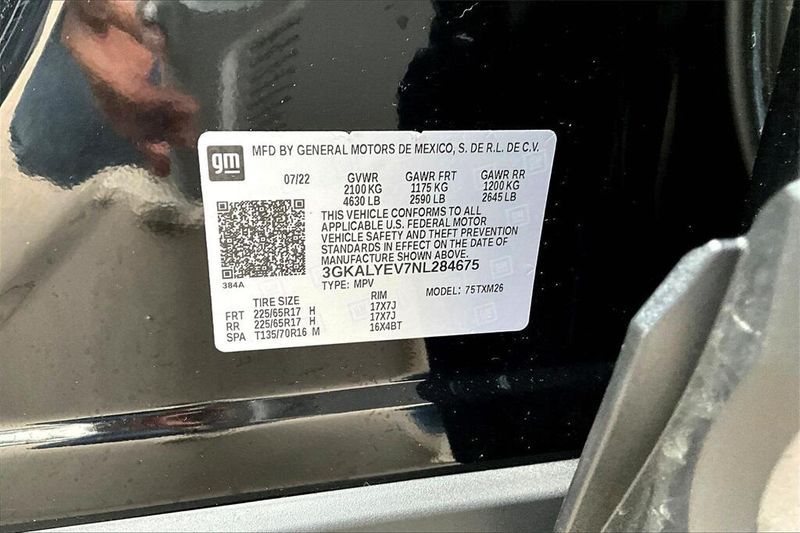 gm MFD BY GENERAL MOTORS DE MEXICO, S. DE R.L. DE C.V.
07/22 GVWR GAWR FRT GAWR RR
2100 KG 1175 KG 1200 KG
4630 LB 2590 LB 2645 LB
THIS VEHICLE CONFORMS TO ALL
APPLICABLE U.S. FEDERAL MOTOR
VEHICLE SAFETY AND THEFT PREVENTION
STANDARDS IN EFFECT ON THE DATE OF
MANUFACTURE SHOWN ABOVE.
384A 3GKALYEV7NL284675
TYPE: MPV MODEL: 75TXM26
TIRE SIZE RIM
FRT 225/65R17 H 17X7J
RR 225/65R17 H 17X7J
SPA T135/70R16 M 16X4BT